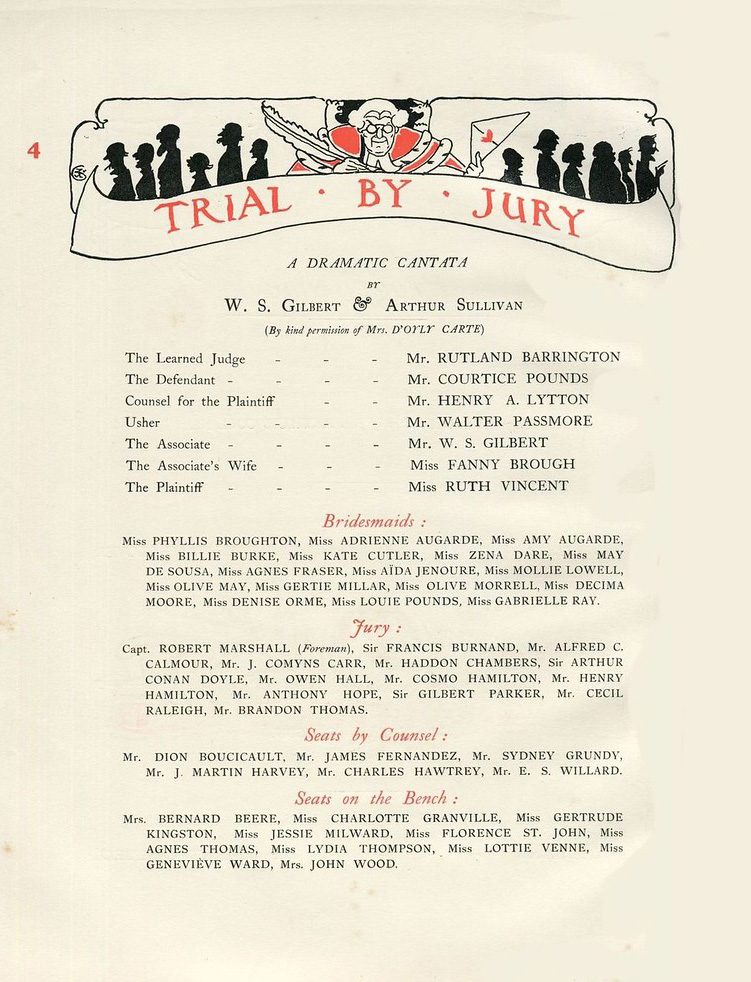 4
TRIAL · BY · JURY
A DRAMATIC CANTATA
BY
W. S. GILBERT & ARTHUR SULLIVAN
(By kind permission of Mrs. D'OYLY CARTE)
The Learned Judge - - - Mr. RUTLAND BARRINGTON
The Defendant - - - Mr. COURTICE POUNDS
Counsel for the Plaintiff - - Mr. HENRY A. LYTTON
Usher - - - Mr. WALTER PASSMORE
The Associate - - - - Mr. W. S. GILBERT
The Associate's Wife - - - Miss FANNY BROUGH
The Plaintiff - - - - Miss RUTH VINCENT
Bridesmaids :
Miss PHYLLIS BROUGHTON, Miss ADRIENNE AUGARDE, Miss AMY AUGARDE,
Miss BILLIE BURKE, Miss KATE CUTLER, Miss ZENA DARE, Miss MAY
DE SOUSA, Miss AGNES FRASER, Miss AÏDA JENOURE, Miss MOLLIE LOWELL,
Miss OLIVE MAY, Miss GERTIE MILLAR, Miss OLIVE MORRELL, Miss DECIMA
MOORE, Miss DENISE ORME, Miss LOUIE POUNDS, Miss GABRIELLE RAY.
Jury :
Capt. ROBERT MARSHALL (Foreman), Sir FRANCIS BURNAND, Mr. ALFRED C.
CALMOUR, Mr. J. COMYNS CARR, Mr. HADDON CHAMBERS, Sir ARTHUR
CONAN DOYLE, Mr. OWEN HALL, Mr. COSMO HAMILTON, Mr. HENRY
HAMILTON, Mr. ANTHONY HOPE, Sir GILBERT PARKER, Mr. CECIL
RALEIGH, Mr. BRANDON THOMAS.
Seats by Counsel :
Mr. DION BOUCICAULT, Mr. JAMES FERNANDEZ, Mr. SYDNEY GRUNDY,
Mr. J. MARTIN HARVEY, Mr. CHARLES HAWTREY, Mr. E. S. WILLARD.
Seats on the Bench :
Mrs. BERNARD BEERE, Miss CHARLOTTE GRANVILLE, Miss GERTRUDE
KINGSTON, Miss JESSIE MILWARD, Miss FLORENCE ST. JOHN, Miss
AGNES THOMAS, Miss LYDIA THOMPSON, Miss LOTTIE VENNE, Miss
GENEVIÈVE WARD, Mrs. JOHN WOOD.